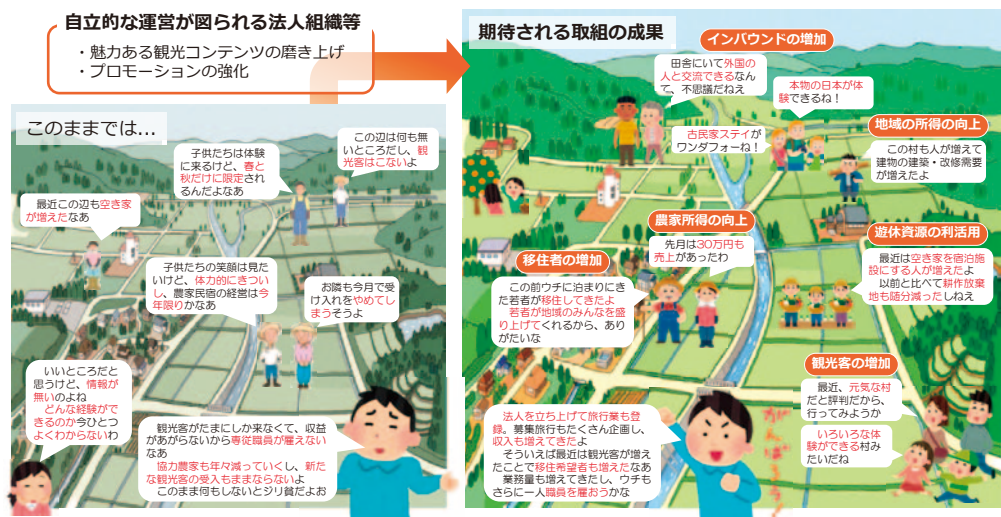 自立的な運営が図られる法人組織等
・魅力ある観光コンテンツの磨き上げ
・プロモーションの強化
このままでは...
子供たちは体験
に来るけど、春と
秋だけに限定され
るんだよなあ
この辺は何も無
いところだし、観
光客はこないよ
最近この辺も空き家
が増えたなあ
子供たちの笑顔は見た
いけど、体力的にきつい
し、農家民宿の経営は今
年限りかなあ
お隣も今月で受
け入れをやめてし
まうそうよ
いいところだと
思うけど、情報が
無いのよね
どんな経験がで
きるのか今ひとつ
よくわからないわ
観光客がたまにしか来なくて、収益
があがらないから専従職員が雇えない
なあ
協力農家も年々減っていくし、新た
な観光客の受入もままならないよ
このまま何もしないとジリ貧だよお
期待される取組の成果
インバウンドの増加
田舎にいて外国の
人と交流できるなん
て、不思議だねえ
本物の日本が体
験できるね!
古民家ステイが
ワンダフォーね!
地域の所得の向上
この村も人が増えて
建物の建築・改修需要
が増えたよ
農家所得の向上
先月は30万円も
売上があったわ
遊休資源の利活用
最近は空き家を宿泊施
設にする人が増えたよ
以前と比べて耕作放棄
地も随分減ったしねえ
移住者の増加
この前ウチに泊まりにき
た若者が移住してきたよ
若者が地域のみんなを盛
り上げてくれるから、あり
がたいな
観光客の増加
最近、元気な村
だと評判だから、
行ってみようか
いろいろな体
験ができる村み
たいだね
法人を立ち上げて旅行業も登
録。募集旅行もたくさん企画し、
収入も増えてきたよ
そういえば最近は観光客が増え
たことで移住希望者も増えたなあ
業務量も増えてきたし、ウチも
さらに一人職員を雇おうかな